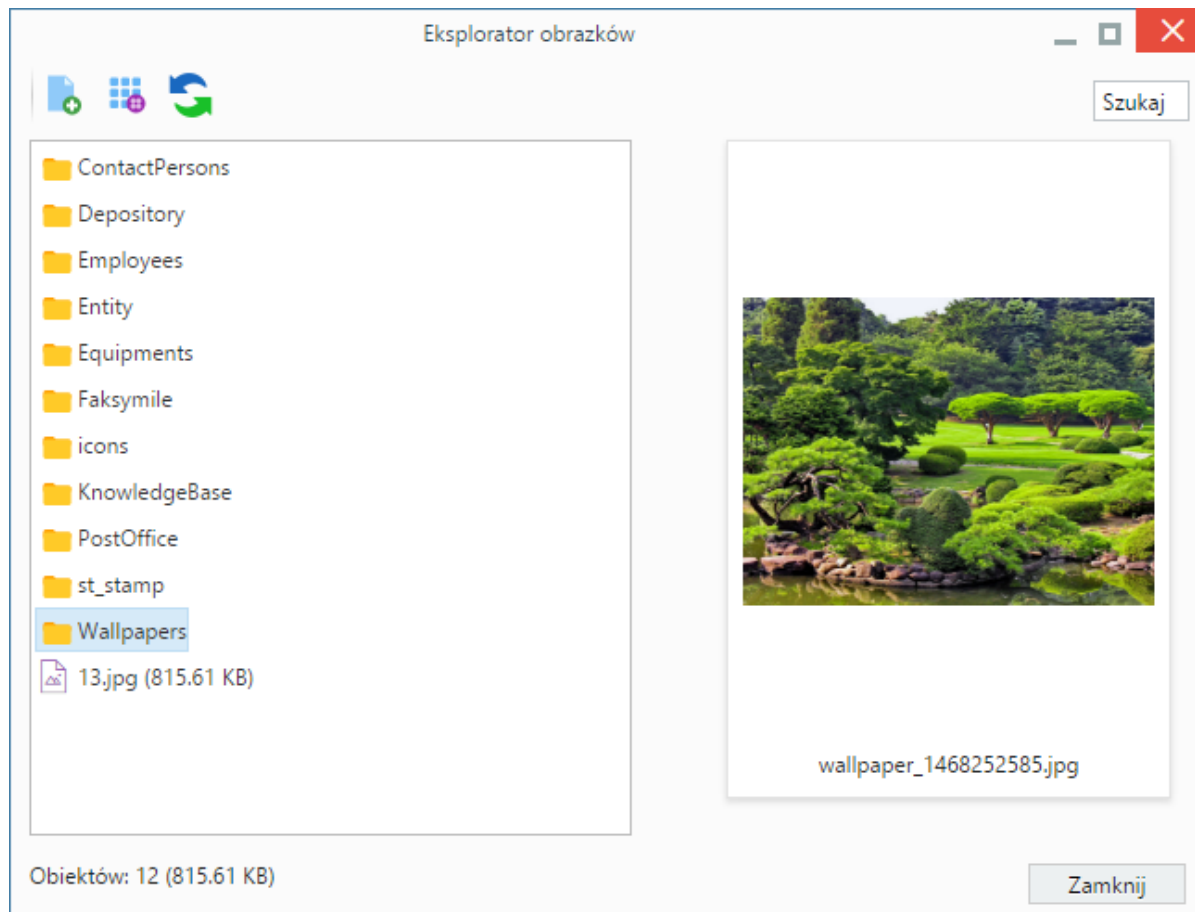 Eksplorator obrazków
Szukaj
ContactPersons
Depository
Employees
Entity
Equipments
Faksymile
icons
KnowledgeBase
PostOffice
st_stamp
Wallpapers
13.jpg (815.61 KB)
wallpaper_1468252585.jpg
Obiektów: 12 (815.61 KB)
Zamknij